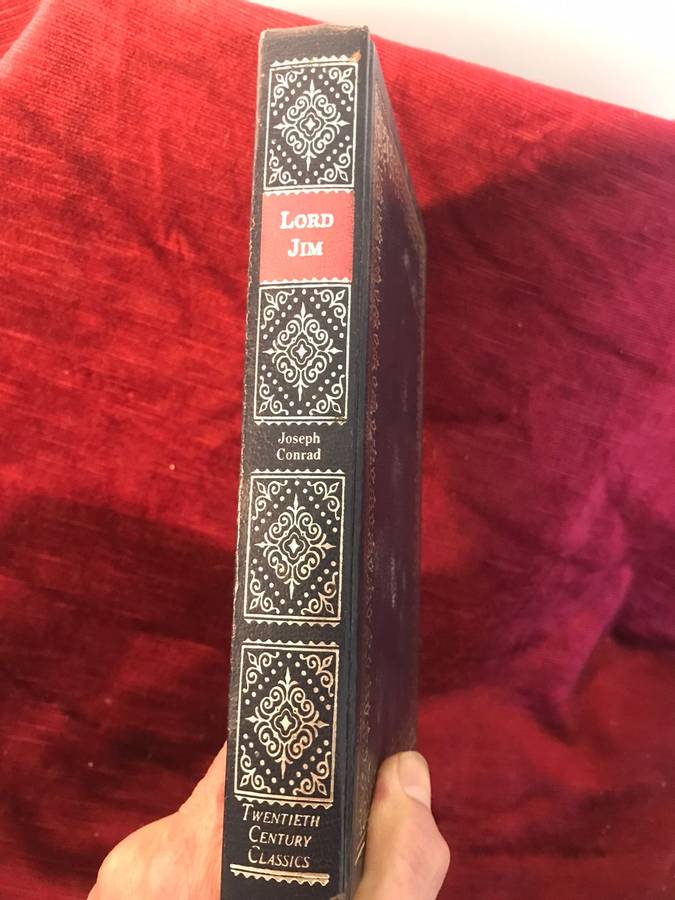 LORD
JIM
Joseph
Conrad
TWENTIETH
CENTURY
CLASSICS